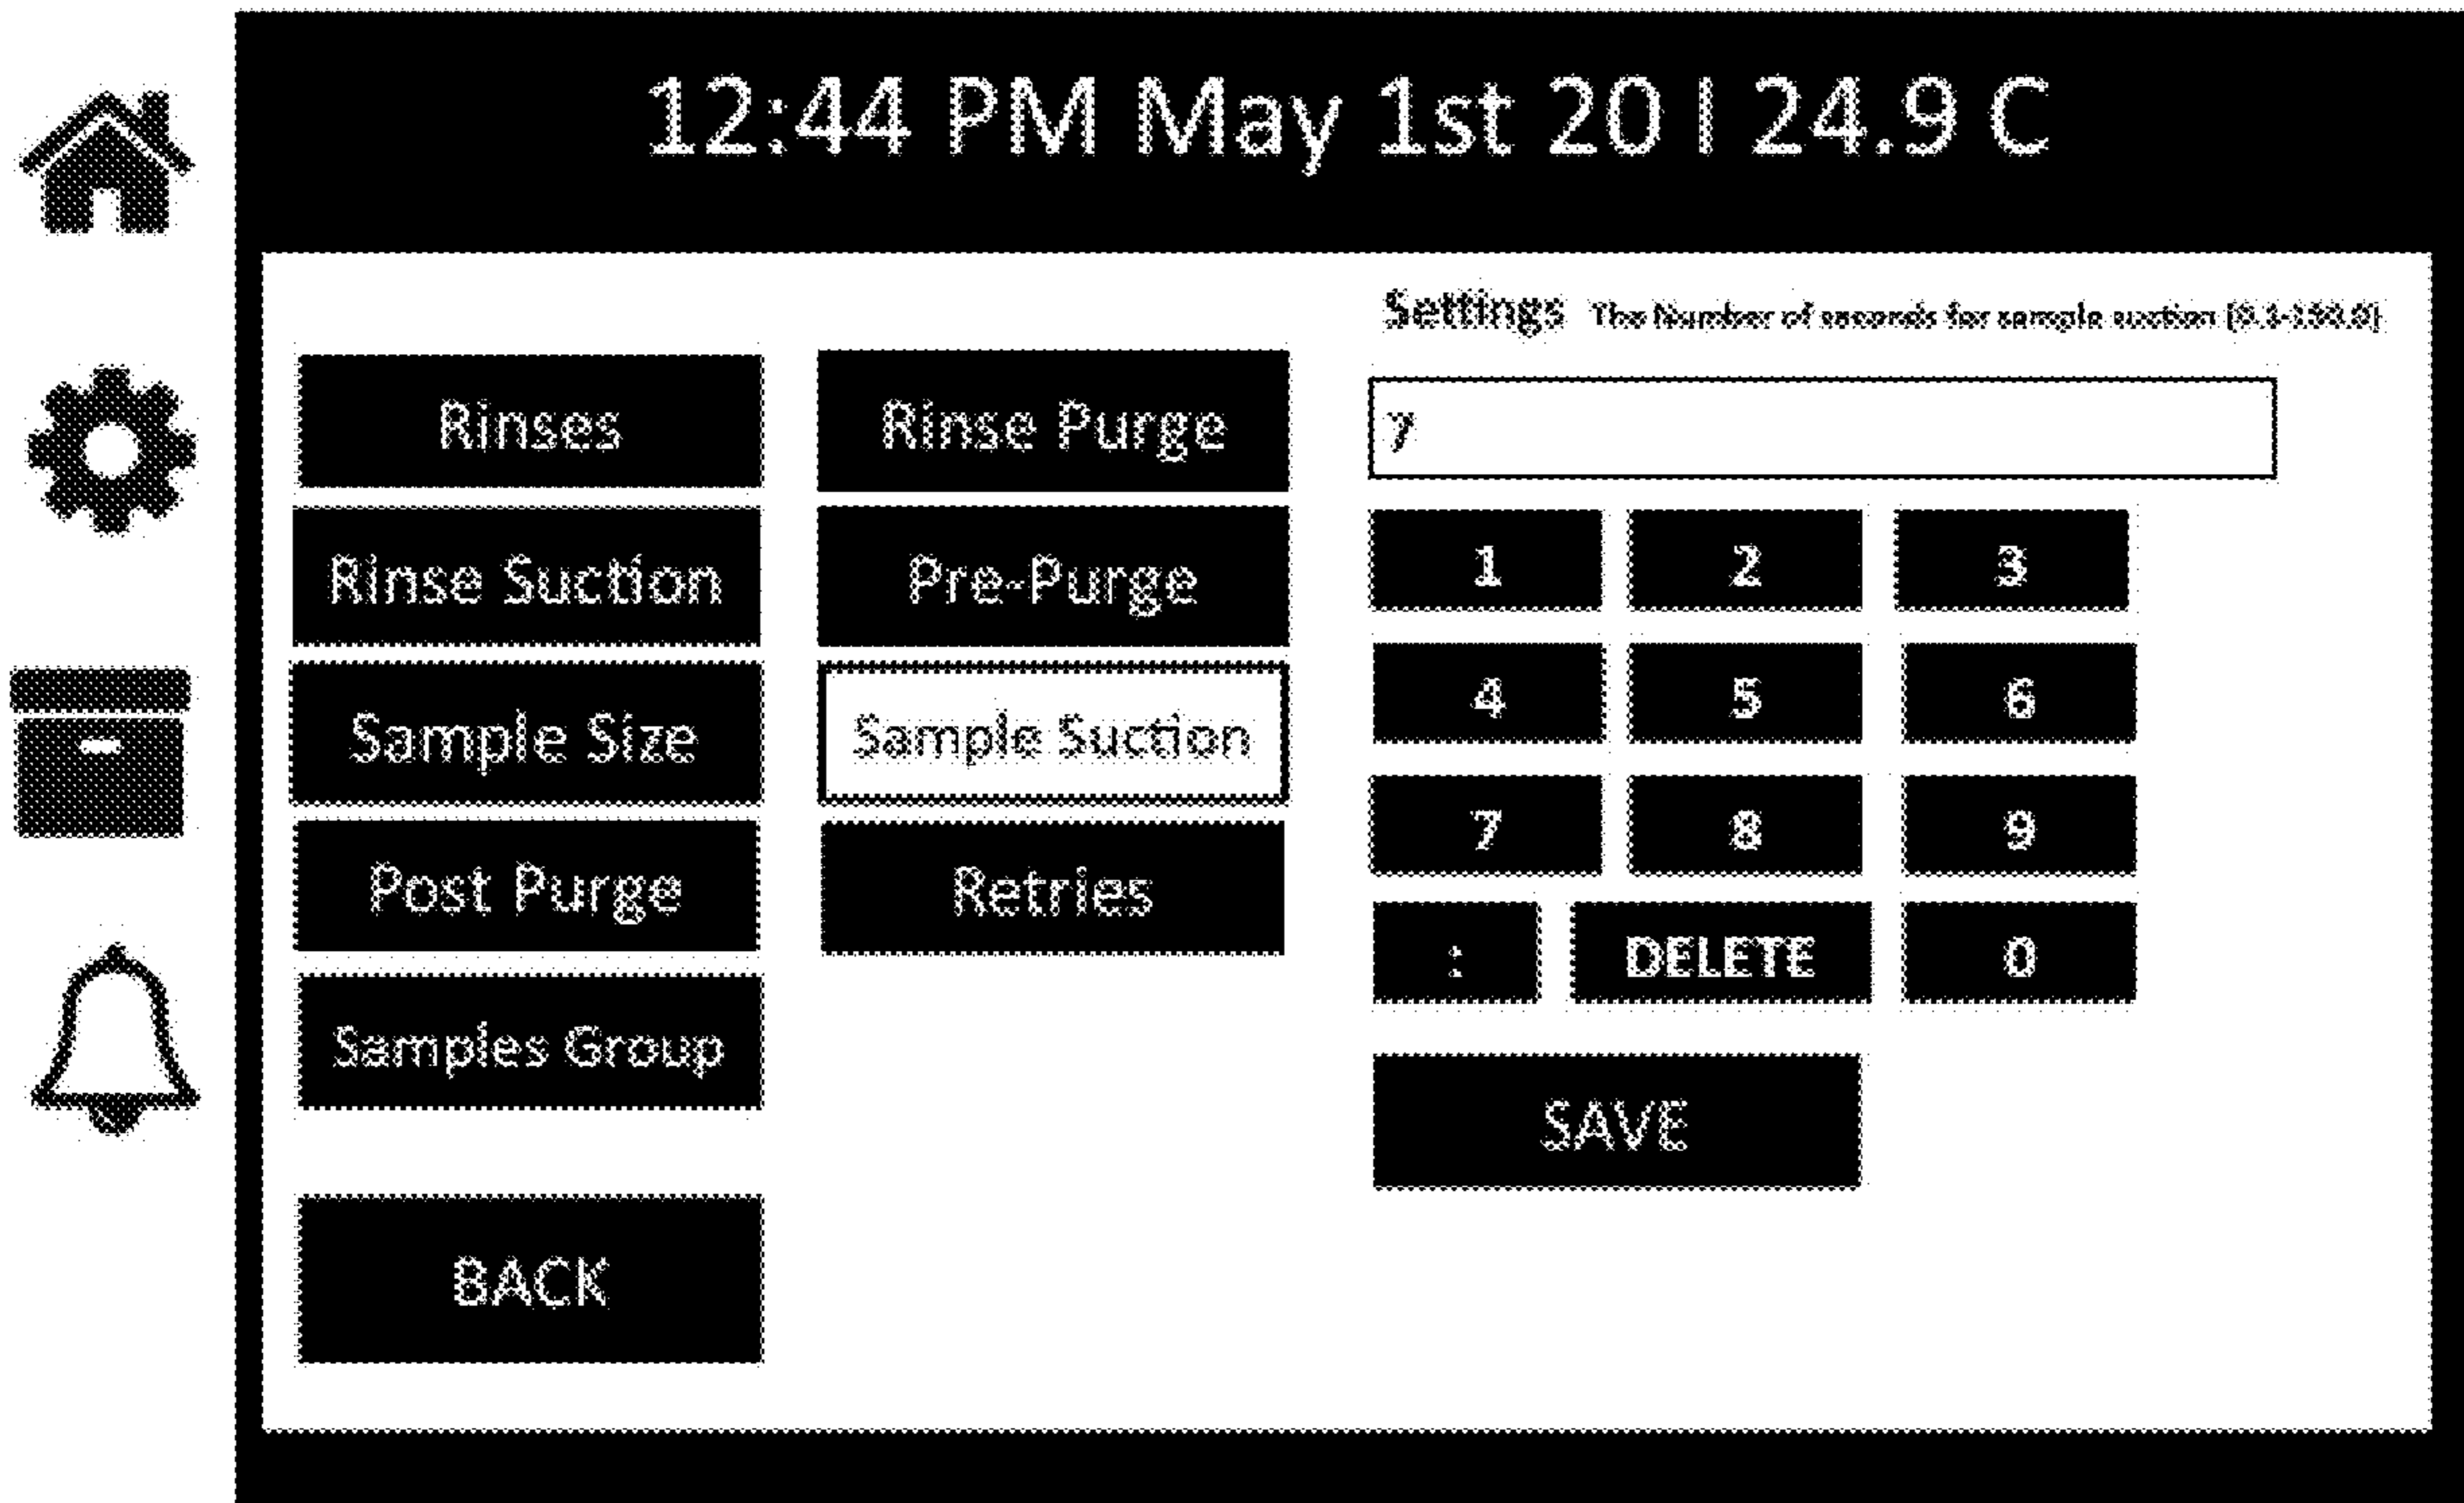 12:44 PM May 1st 20 I 24.9 C
Settings The Number of seconds for sample suction
7
Rinses
Rinse Purge
Rinse Suction
Pre-Purge
Sample Size
Sample Suction
Post Purge
Retries
Samples Group
BACK
1 2 3
4 5 6
7 8 9
: DELETE 0
SAVE